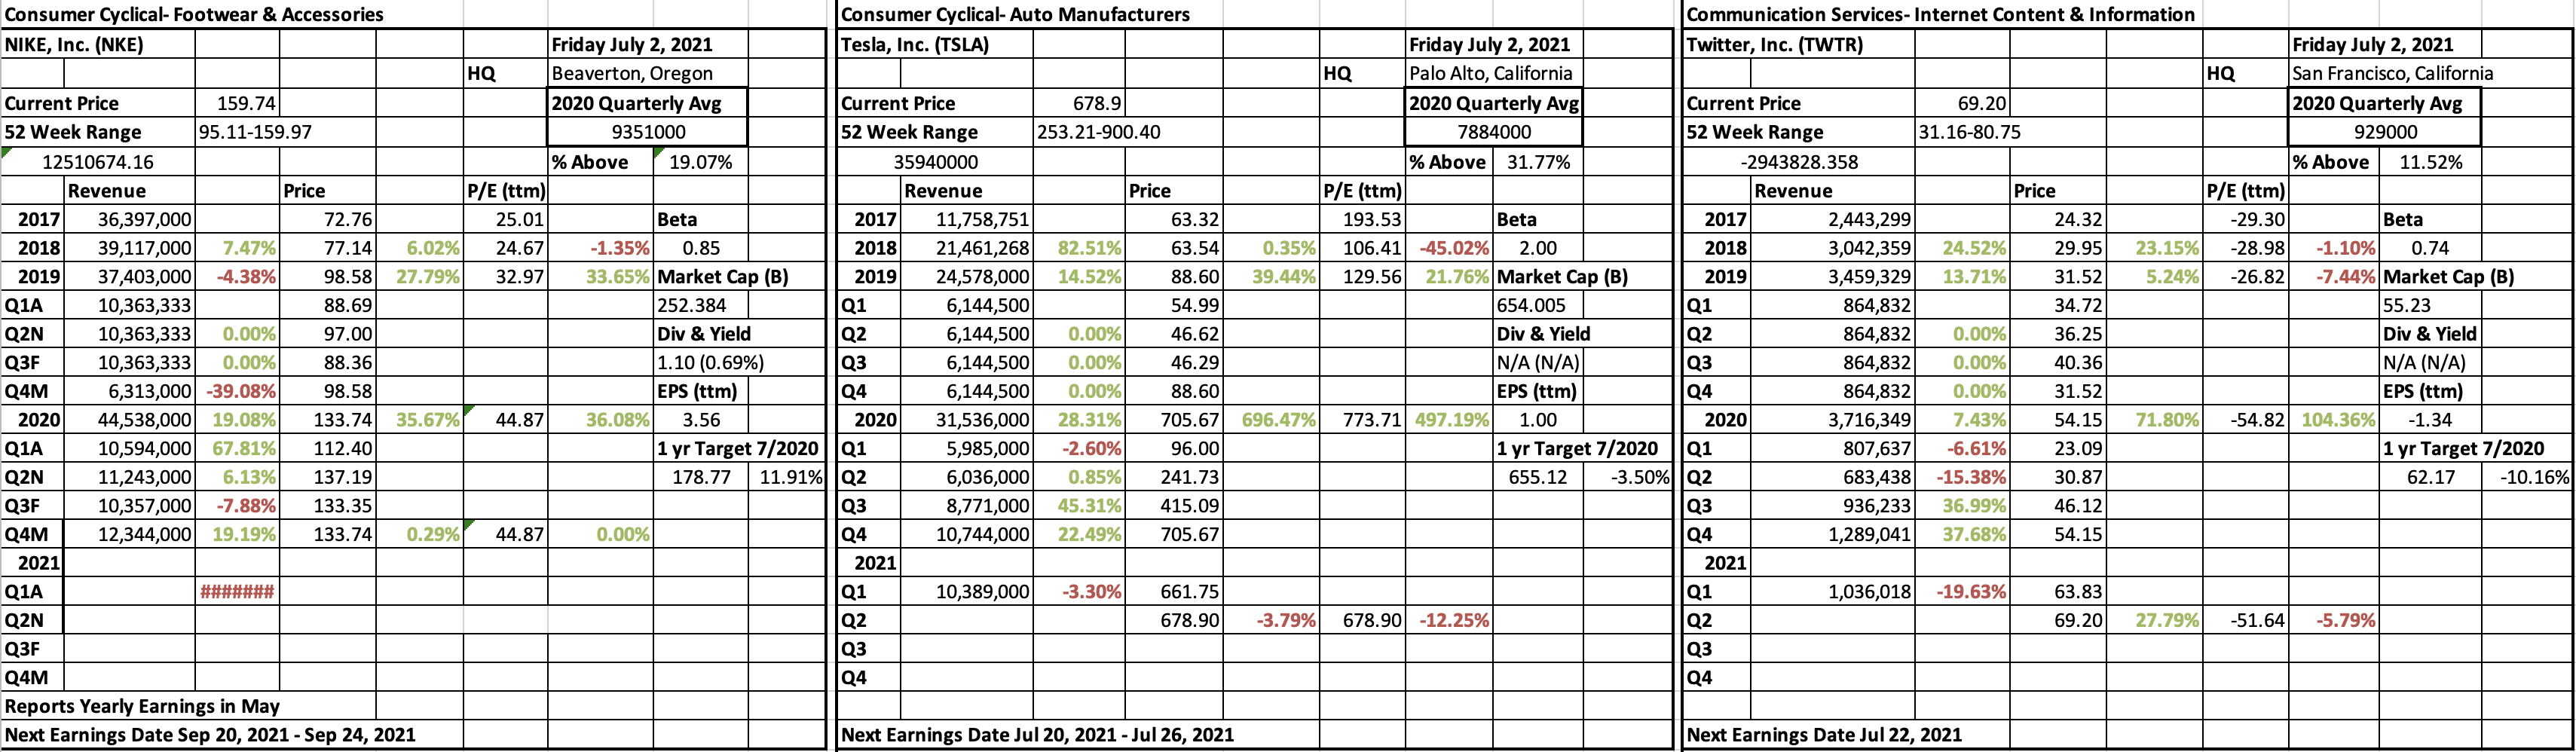 Consumer Cyclical- Footwear & Accessories
NIKE, Inc. (NKE) Friday July 2, 2021
HQ Beaverton, Oregon
Current Price 159.74 2020 Quarterly Avg
52 Week Range 95.11-159.97 9351000
12510674.16 % Above 19.07%
Revenue Price P/E (ttm)
2017 36,397,000 72.76 25.01 Beta
2018 39,117,000 7.47% 77.14 6.02% 24.67 -1.35% 0.85
2019 37,403,000 -4.38% 98.58 27.79% 32.97 33.65% Market Cap (B)
Q1A 10,363,333 88.69 252.384
Q2N 10,363,333 0.00% 97.00 Div & Yield
Q3F 10,363,333 0.00% 88.36 1.10 (0.69%)
Q4M 6,313,000 -39.08% 98.58 EPS (ttm)
2020 44,538,000 19.08% 133.74 35.67% 44.87 36.08% 3.56
Q1A 10,594,000 67.81% 112.40 1 yr Target 7/2020
Q2N 11,243,000 6.13% 137.19 178.77 11.91%
Q3F 10,357,000 -7.88% 133.35
Q4M 12,344,000 19.19% 133.74 0.29% 44.87 0.00%
2021
Q1A #######
Q2N
Q3F
Q4M
Reports Yearly Earnings in May
Next Earnings Date Sep 20, 2021 - Sep 24, 2021
Consumer Cyclical- Auto Manufacturers
Tesla, Inc. (TSLA) Friday July 2, 2021
HQ Palo Alto, California
Current Price 678.9 2020 Quarterly Avg
52 Week Range 253.21-900.40 7884000
35940000 % Above 31.77%
Revenue Price P/E (ttm)
2017 11,758,751 63.32 193.53 Beta
2018 21,461,268 82.51% 63.54 0.35% 106.41 -45.02% 2.00
2019 24,578,000 14.52% 88.60 39.44% 129.56 21.76% Market Cap (B)
Q1 6,144,500 54.99 654.005
Q2 6,144,500 0.00% 46.62 Div & Yield
Q3 6,144,500 0.00% 46.29 N/A (N/A)
Q4 6,144,500 0.00% 88.60 EPS (ttm)
2020 31,536,000 28.31% 705.67 696.47% 773.71 497.19% 1.00
Q1 5,985,000 -2.60% 96.00 1 yr Target 7/2020
Q2 6,036,000 0.85% 241.73 655.12 -3.50%
Q3 8,771,000 45.31% 415.09
Q4 10,744,000 22.49% 705.67
2021
Q1 10,389,000 -3.30% 661.75
Q2 678.90 -3.79% 678.90 -12.25%
Q3
Q4
Next Earnings Date Jul 20, 2021 - Jul 26, 2021
Communication Services- Internet Content & Information
Twitter, Inc. (TWTR) Friday July 2, 2021
HQ San Francisco, California
Current Price 69.20 2020 Quarterly Avg
52 Week Range 31.16-80.75 929000
-2943828.358 % Above 11.52%
Revenue Price P/E (ttm)
2017 2,443,299 24.32 -29.30 Beta
2018 3,042,359 24.52% 29.95 23.15% -28.98 -1.10% 0.74
2019 3,459,329 13.71% 31.52 5.24% -26.82 -7.44% Market Cap (B)
Q1 864,832 34.72 55.23
Q2 864,832 0.00% 36.25 Div & Yield
Q3 864,832 0.00% 40.36 N/A (N/A)
Q4 864,832 0.00% 31.52 EPS (ttm)
2020 3,716,349 7.43% 54.15 71.80% -54.82 104.36% -1.34
Q1 807,637 -6.61% 23.09 1 yr Target 7/2020
Q2 683,438 -15.38% 30.87 62.17 -10.16%
Q3 936,233 36.99% 46.12
Q4 1,289,041 37.68% 54.15
2021
Q1 1,036,018 -19.63% 63.83
Q2 69.20 27.79% -51.64 -5.79%
Q3
Q4
Next Earnings Date Jul 22, 2021